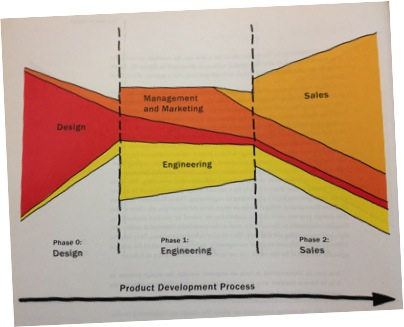 Management
and Marketing
Sales
Design
Engineering
Phase 0:
Design
Phase 1:
Engineering
Phase 2:
Sales
Product Development Process